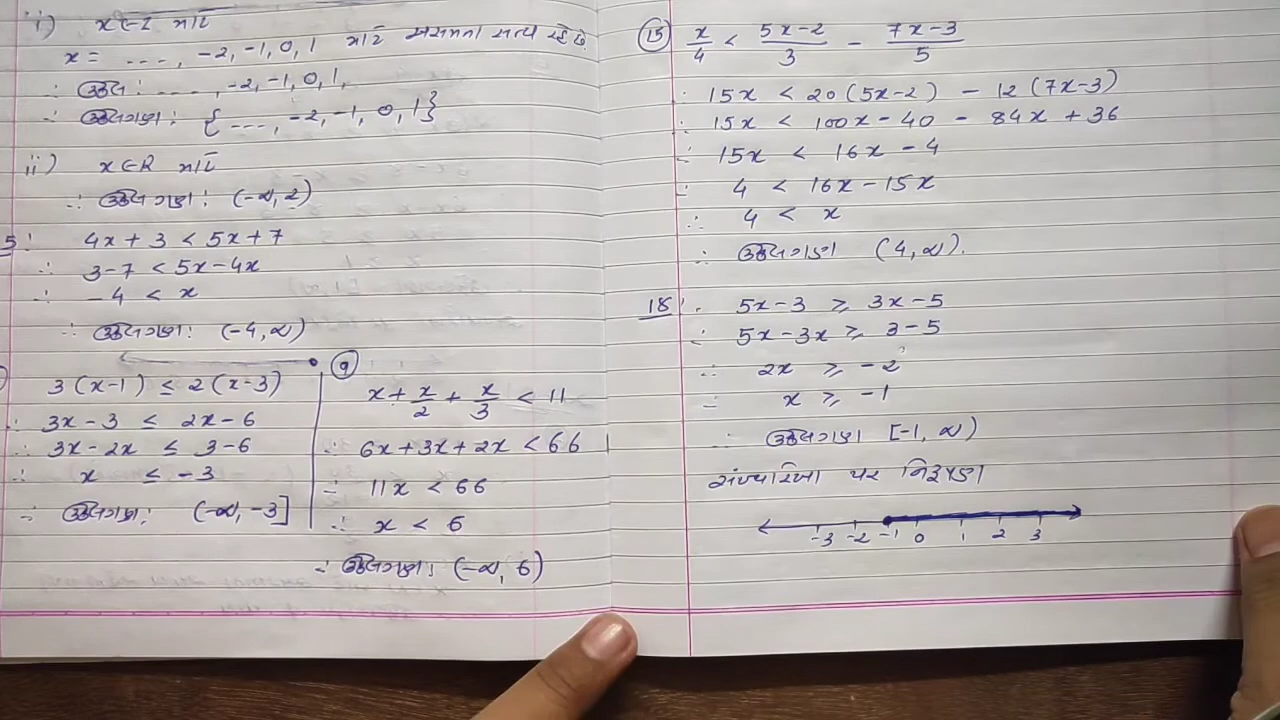 i) x∈Z માટે
x = ...., -2, -1, 0, 1 માટે અસમતા સત્ય રહે છે
∴ ઉકેલ: ...., -2, -1, 0, 1,
∴ ઉકેલગણ: {..., -2, -1, 0, 1}
ii) x∈R માટે
∴ ઉકેલ ગણ: (-∞, 2)
5: 4x + 3 < 5x + 7
∴ 3-7 < 5x-4x
∴ -4 < x
∴ ઉકેલગણ: (-4, ∞)
3(x-1) ≤ 2(x-3)
∴ 3x-3 ≤ 2x-6
∴ 3x-2x ≤ 3-6
∴ x ≤ -3
∴ ઉકેલગણ: (-∞, -3]
9 x + x/2 + x/3 < 11
∴ 6x + 3x + 2x < 66
∴ 11x < 66
∴ x < 6
∴ ઉકેલગણ: (-∞, 6)
15 x/4 < 5x-2/3 - 7x-3/5
∴ 15x < 20(5x-2) - 12(7x-3)
∴ 15x < 100x-40 - 84x + 36
∴ 15x < 16x - 4
∴ 4 < 16x-15x
∴ 4 < x
∴ ઉકેલગણ (4, ∞).
18: 5x-3 ≥ 3x-5
∴ 5x-3x ≥ 3-5
∴ 2x ≥ -2
∴ x ≥ -1
∴ ઉકેલગણ [-1, ∞)
સંખ્યારેખા પર નિરૂપણ
-3 -2 -1 0 1 2 3